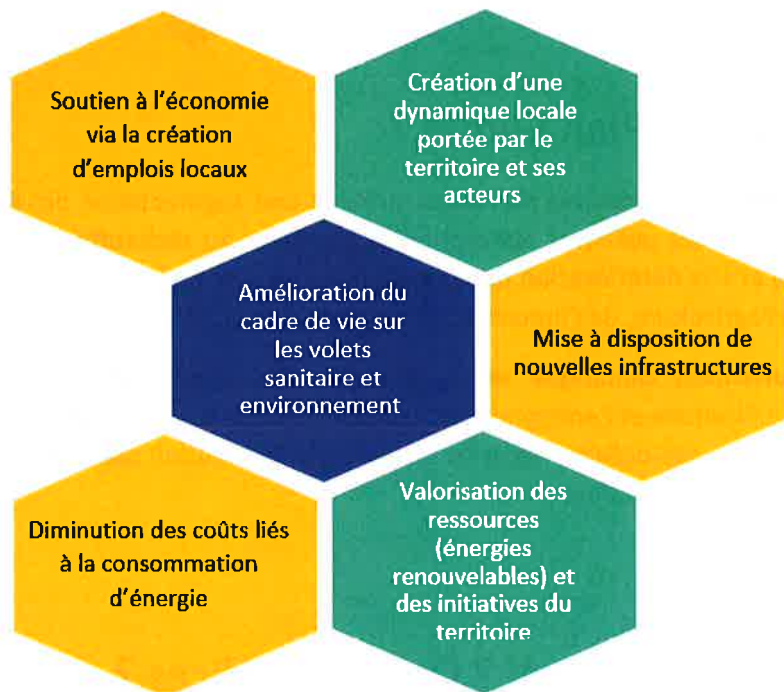 Soutien à l'économie
via la création
d'emplois locaux
Création d'une
dynamique locale
portée par le
territoire et ses
acteurs
Amélioration du
cadre de vie sur
les volets
sanitaire et
environnement
Mise à disposition de
nouvelles infrastructures
Diminution des coûts liés
à la consommation
d'énergie
Valorisation des
ressources
(énergies
renouvelables) et
des initiatives du
territoire